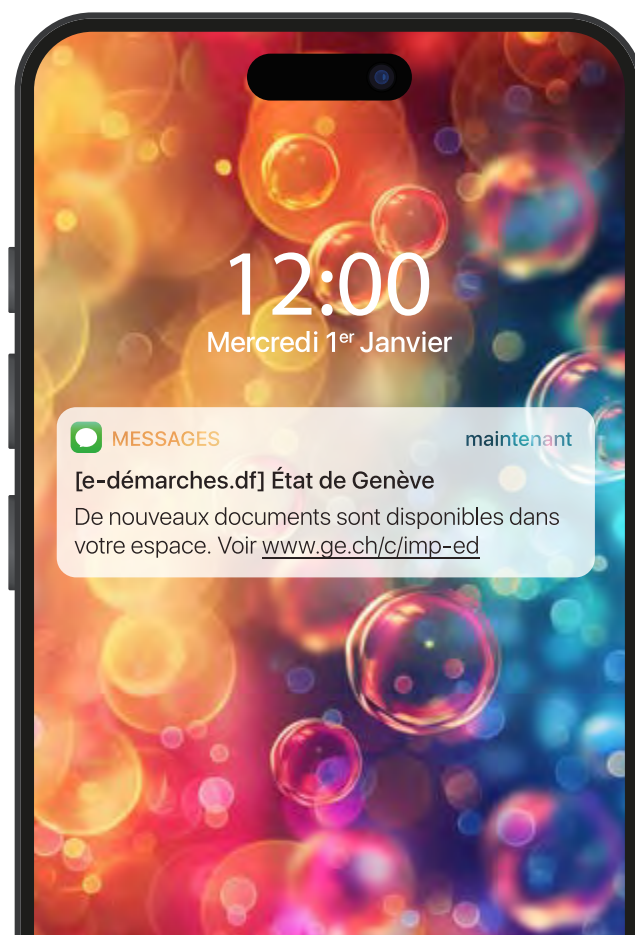 12:00
Mercredi 1er Janvier
MESSAGES maintenant
[e-démarches.df] État de Genève
De nouveaux documents sont disponibles dans
votre espace. Voir www.ge.ch/c/imp-ed